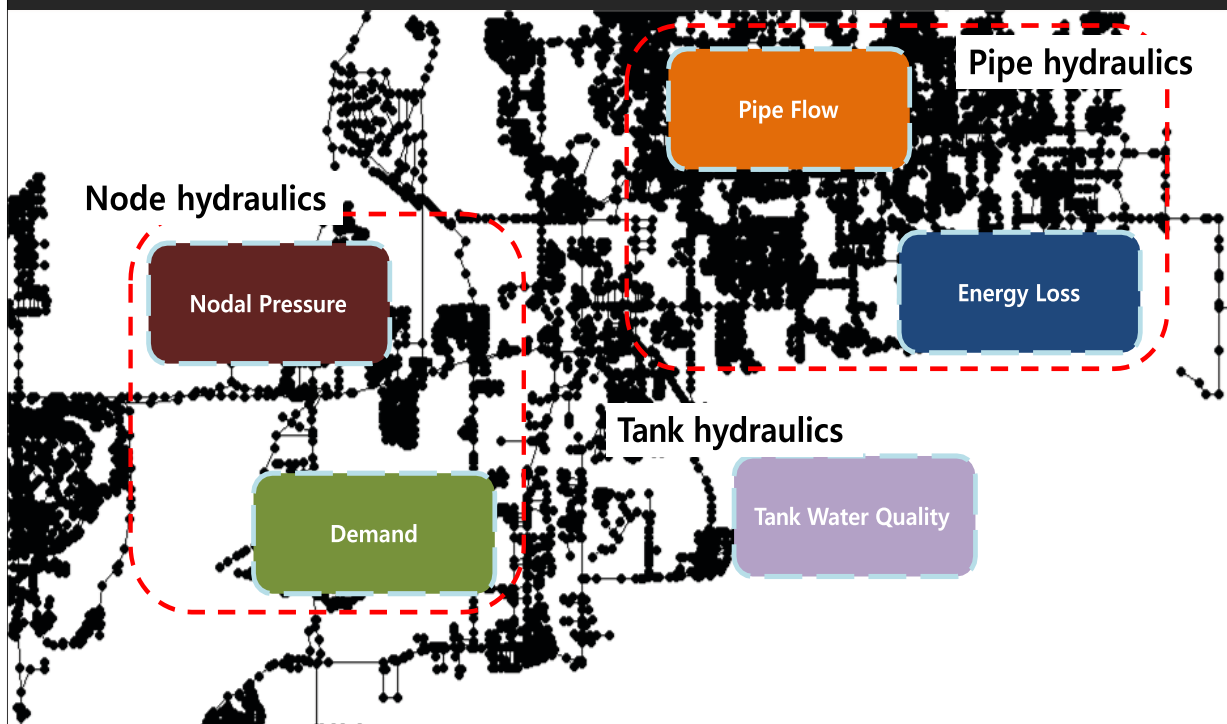 Pipe hydraulics
Pipe Flow
Node hydraulics
Nodal Pressure
Energy Loss
Tank hydraulics
Tank Water Quality
Demand